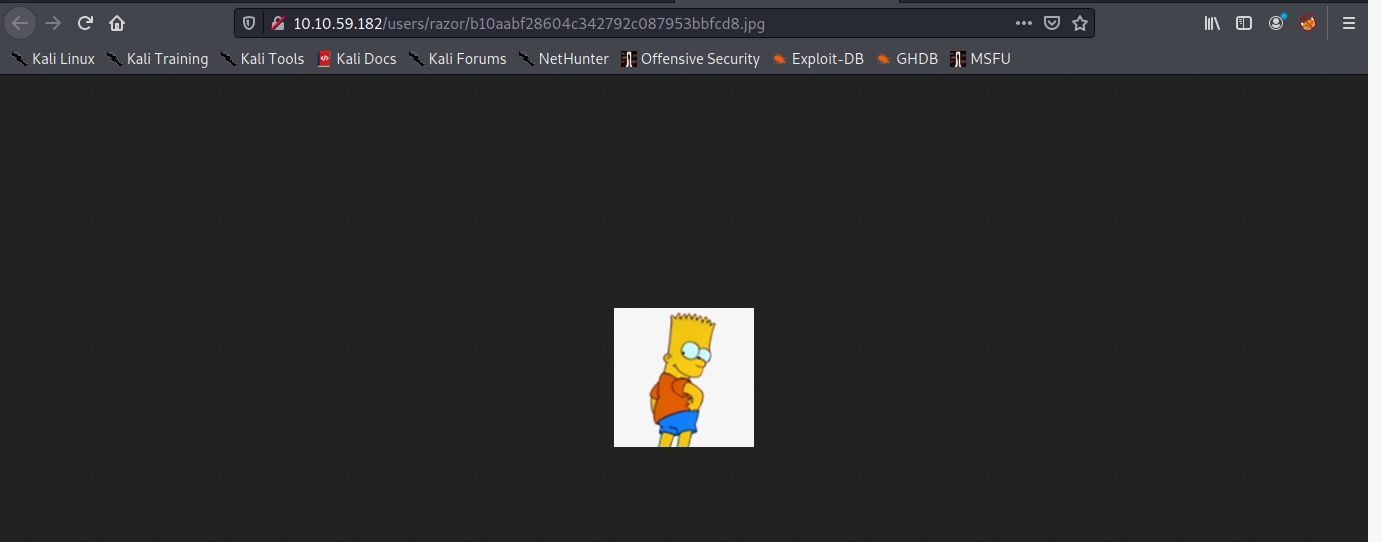 10.10.59.182/users/razor/b10aabf28604c342792c087953bbfcd8.jpg
Kali Linux Kali Training Kali Tools Kali Docs Kali Forums NetHunter Offensive Security Exploit-DB GHDB MSFU